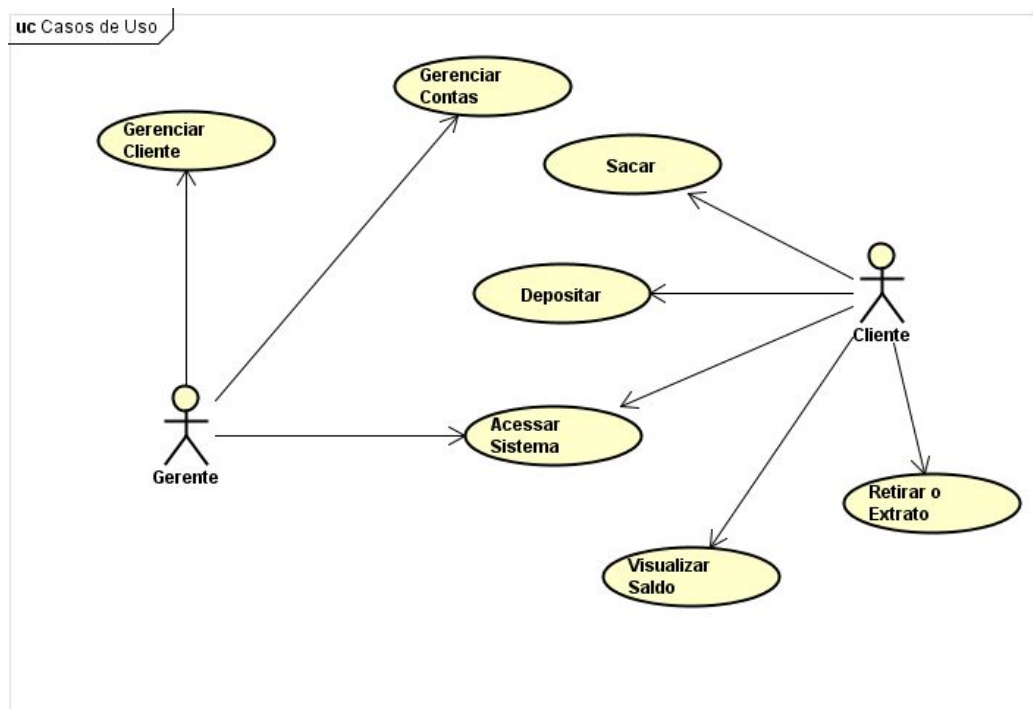 uc Casos de Uso
Gerenciar
Contas
Gerenciar
Cliente
Sacar
Depositar
Cliente
Acessar
Sistema
Gerente
Retirar o
Extrato
Visualizar
Saldo